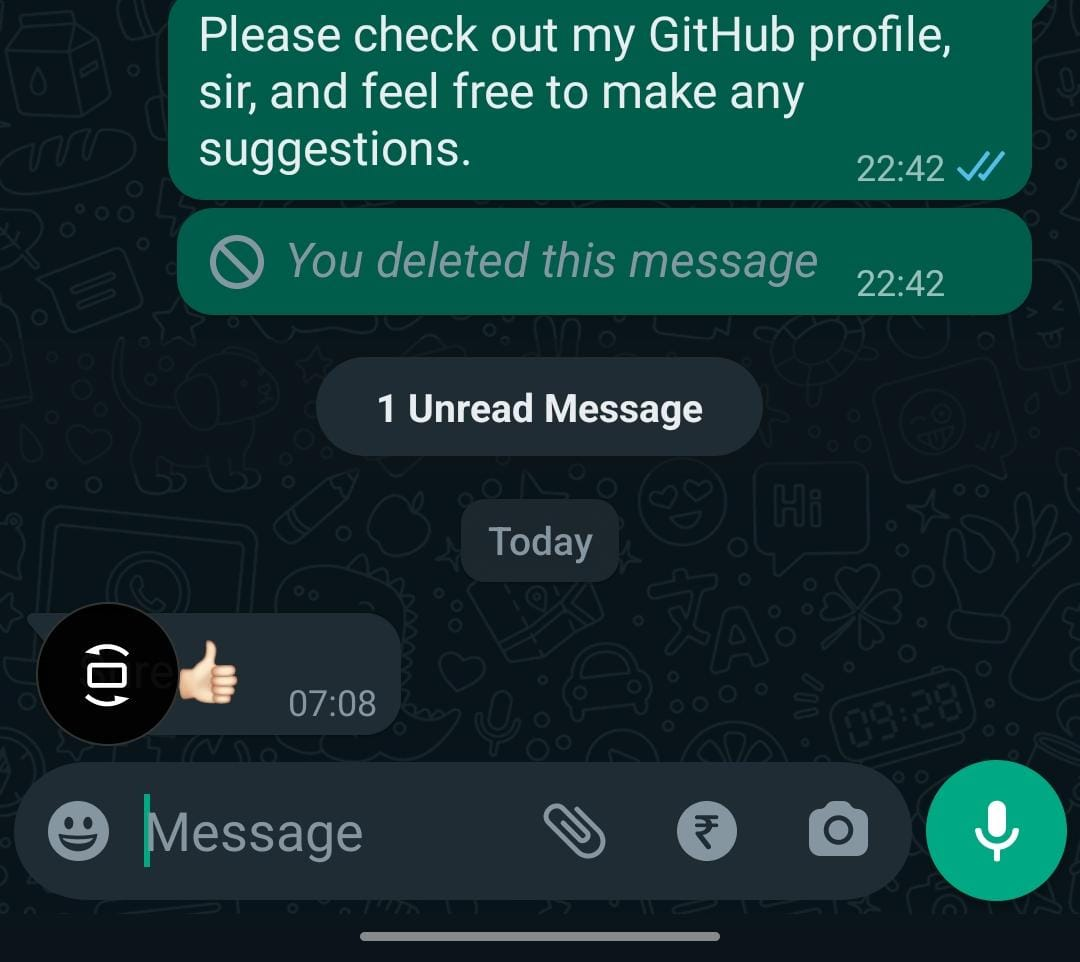 Please check out my GitHub profile,
sir, and feel free to make any
suggestions.
22:42
You deleted this message
22:42
1 Unread Message
Today
👍🏻
07:08
Message